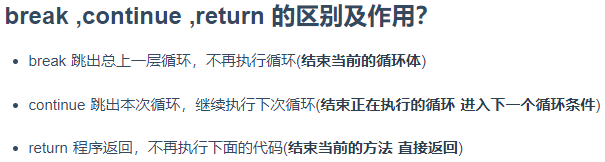 break ,continue ,return 的区别及作用?
break 跳出总上一层循环，不再执行循环(结束当前的循环体)
continue 跳出本次循环，继续执行下次循环(结束正在执行的循环 进入下一个循环条件)
return 程序返回，不再执行下面的代码(结束当前的方法 直接返回)